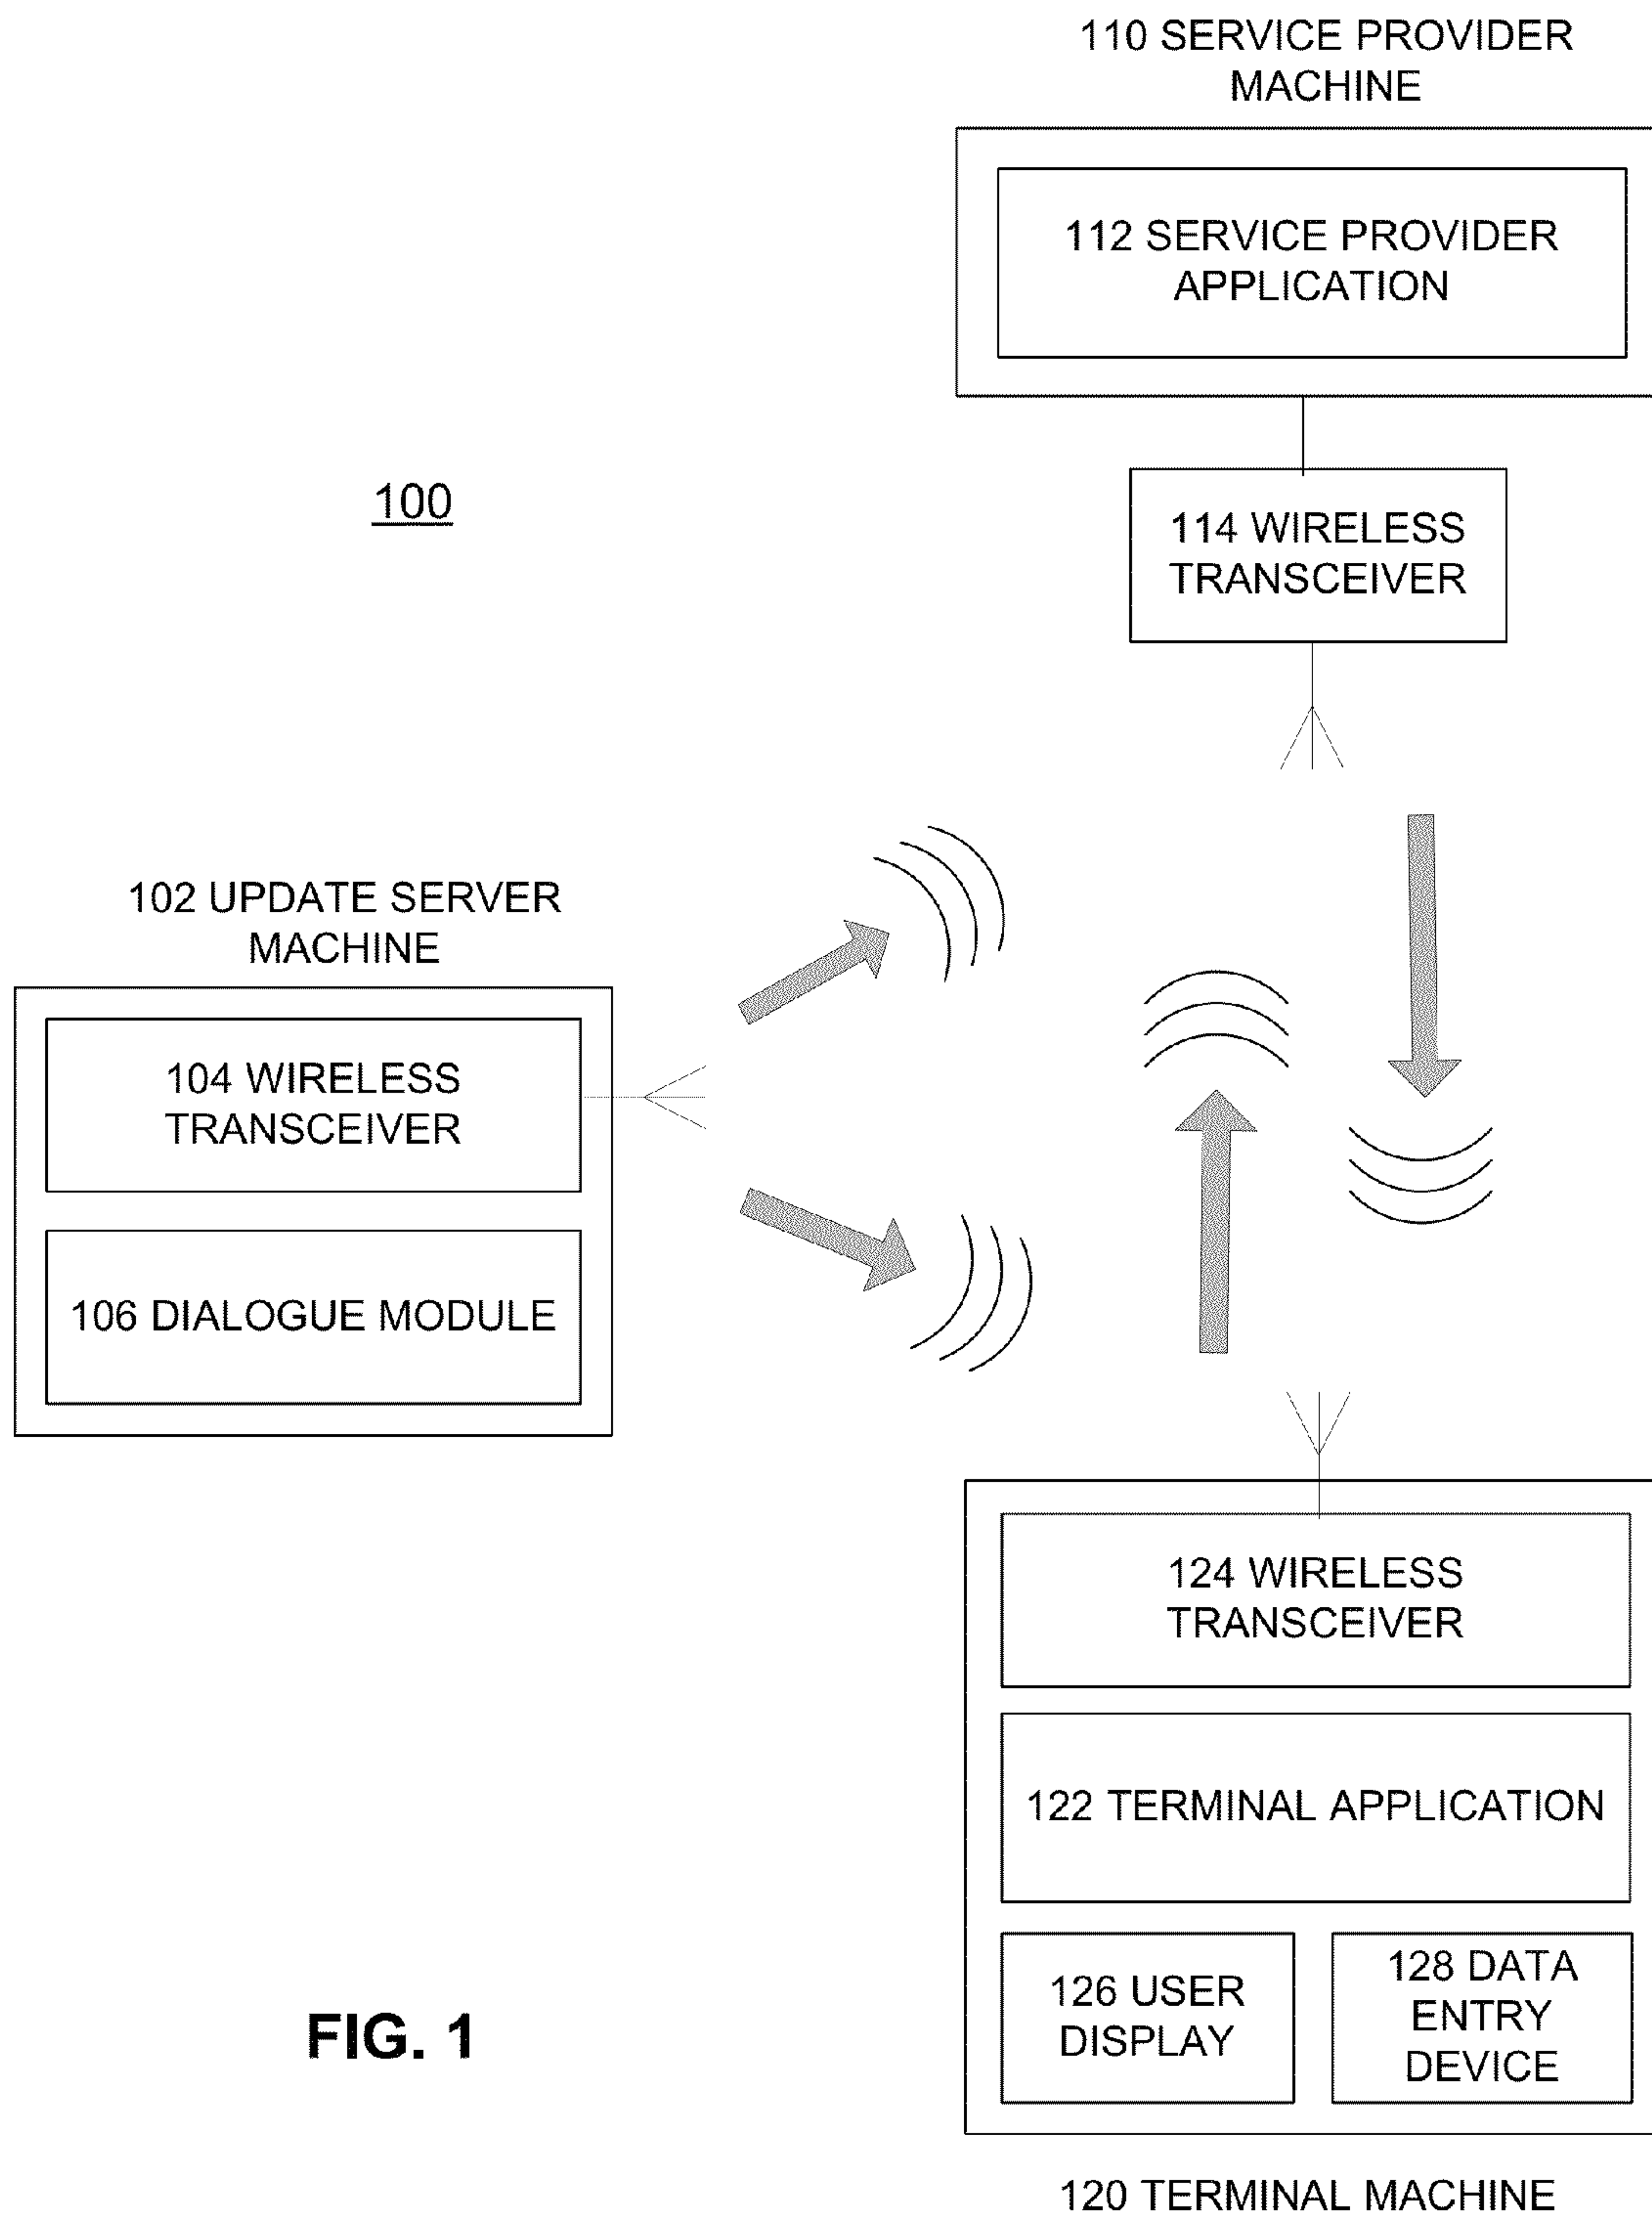 110 SERVICE PROVIDER
MACHINE
112 SERVICE PROVIDER
APPLICATION
100
114 WIRELESS
TRANSCEIVER
102 UPDATE SERVER
MACHINE
104 WIRELESS
TRANSCEIVER
106 DIALOGUE MODULE
124 WIRELESS
TRANSCEIVER
122 TERMINAL APPLICATION
126 USER
DISPLAY
128 DATA
ENTRY
DEVICE
FIG. 1
120 TERMINAL MACHINE